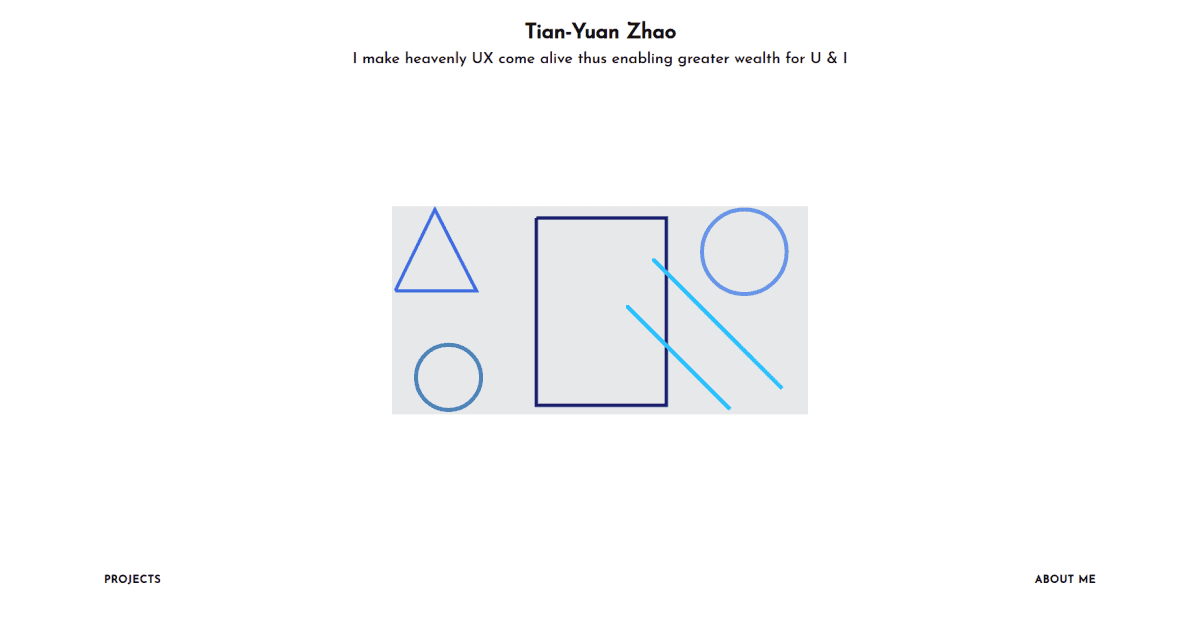 Tian-Yuan Zhao
I make heavenly UX come alive thus enabling greater wealth for U & I
PROJECTS
ABOUT ME